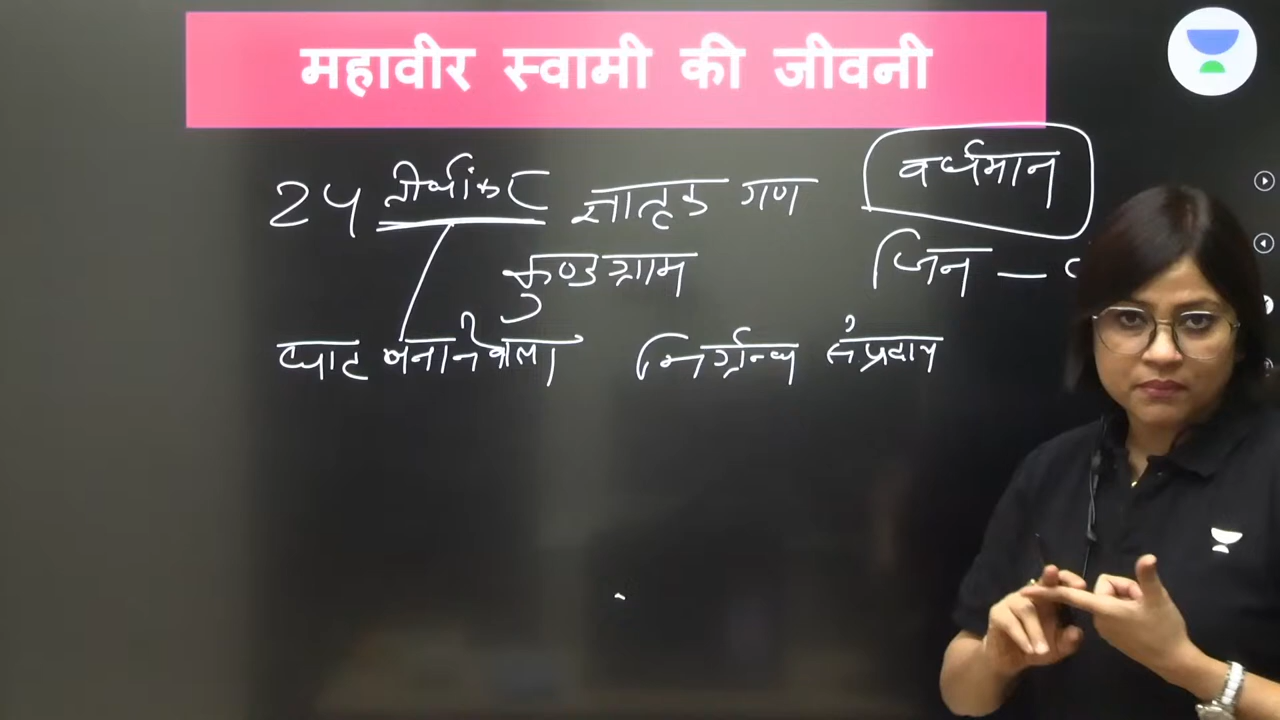 महावीर स्वामी की जीवनी
24 तीर्थांकर ज्ञातृक गण वर्धमान
कुण्डग्राम जिन —
घाट बनाने वाला निर्ग्रन्थ संप्रदाय